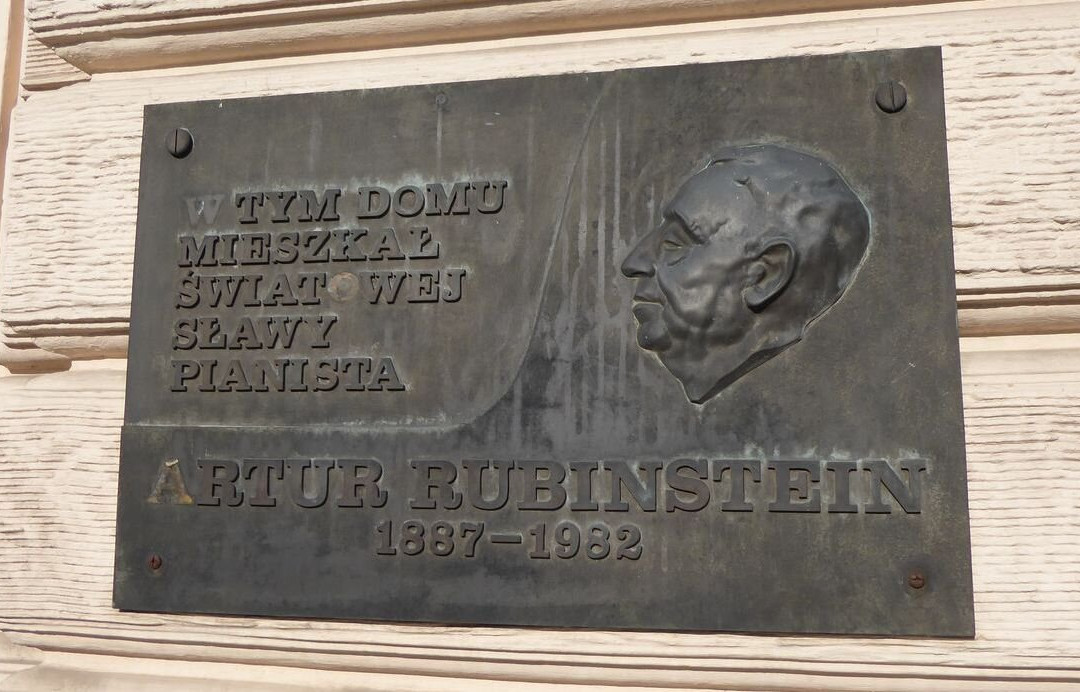 W TYM DOMU
MIESZKAŁ
ŚWIATOWEJ
SŁAWY
PIANISTA
ARTUR RUBINSTEIN
1887-1982